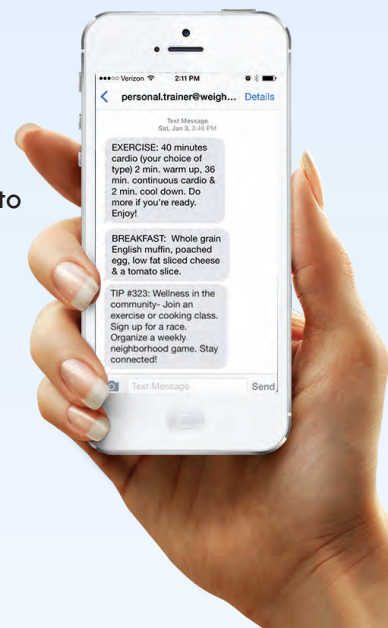 Verizon 2:11 PM
personal.trainer@weigh... Details
Text Message
Sat, Jan 3, 2:46 PM
EXERCISE: 40 minutes
cardio (your choice of
type) 2 min. warm up, 36
min. continuous cardio &
2 min. cool down. Do
more if you're ready.
Enjoy!
to
BREAKFAST: Whole grain
English muffin, poached
egg, low fat sliced cheese
& a tomato slice.
TIP #323: Wellness in the
community- Join an
exercise or cooking class.
Sign up for a race.
Organize a weekly
neighborhood game. Stay
connected!
Text Message Send